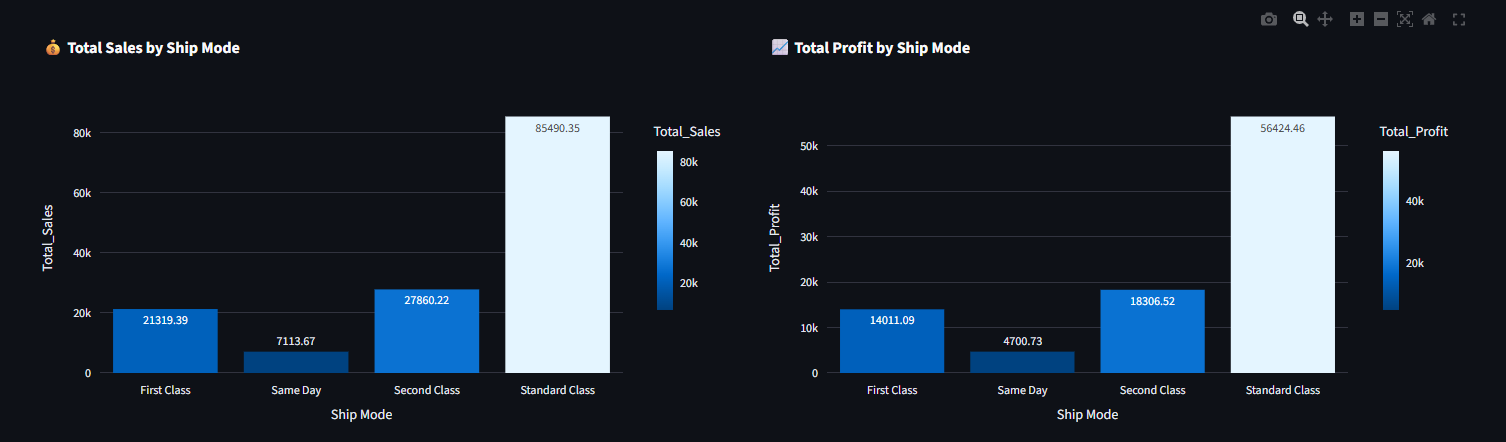 💰 Total Sales by Ship Mode
80k
60k
40k
20k
0
Total_Sales
21319.39
7113.67
27860.22
85490.35
First Class
Same Day
Second Class
Standard Class
Ship Mode
Total_Sales
80k
60k
40k
20k
📈 Total Profit by Ship Mode
50k
40k
30k
20k
10k
0
Total_Profit
14011.09
4700.73
18306.52
56424.46
First Class
Same Day
Second Class
Standard Class
Ship Mode
Total_Profit
40k
20k